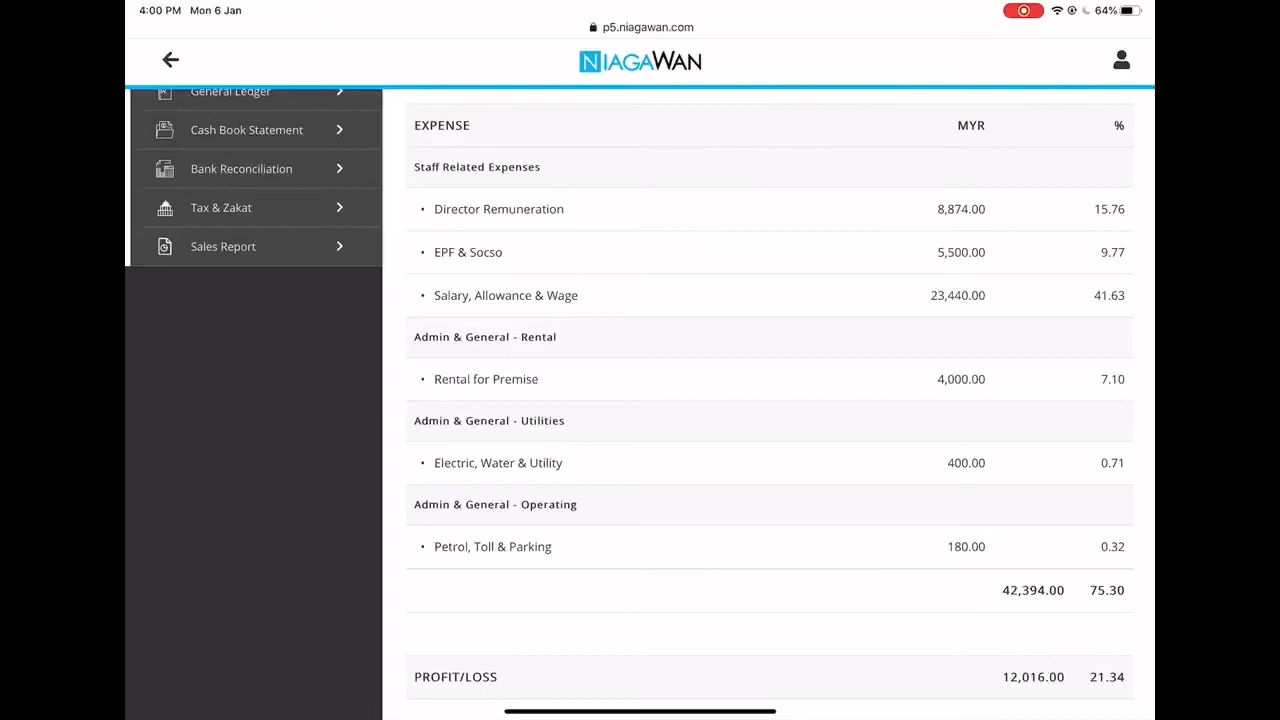 4:00 PM Mon 6 Jan
64%
p5.niagawan.com
NIAGAWAN
General Ledger
Cash Book Statement
Bank Reconciliation
Tax & Zakat
Sales Report
EXPENSE MYR %
Staff Related Expenses
• Director Remuneration 8,874.00 15.76
• EPF & Socso 5,500.00 9.77
• Salary, Allowance & Wage 23,440.00 41.63
Admin & General - Rental
• Rental for Premise 4,000.00 7.10
Admin & General - Utilities
• Electric, Water & Utility 400.00 0.71
Admin & General - Operating
• Petrol, Toll & Parking 180.00 0.32
42,394.00 75.30
PROFIT/LOSS 12,016.00 21.34